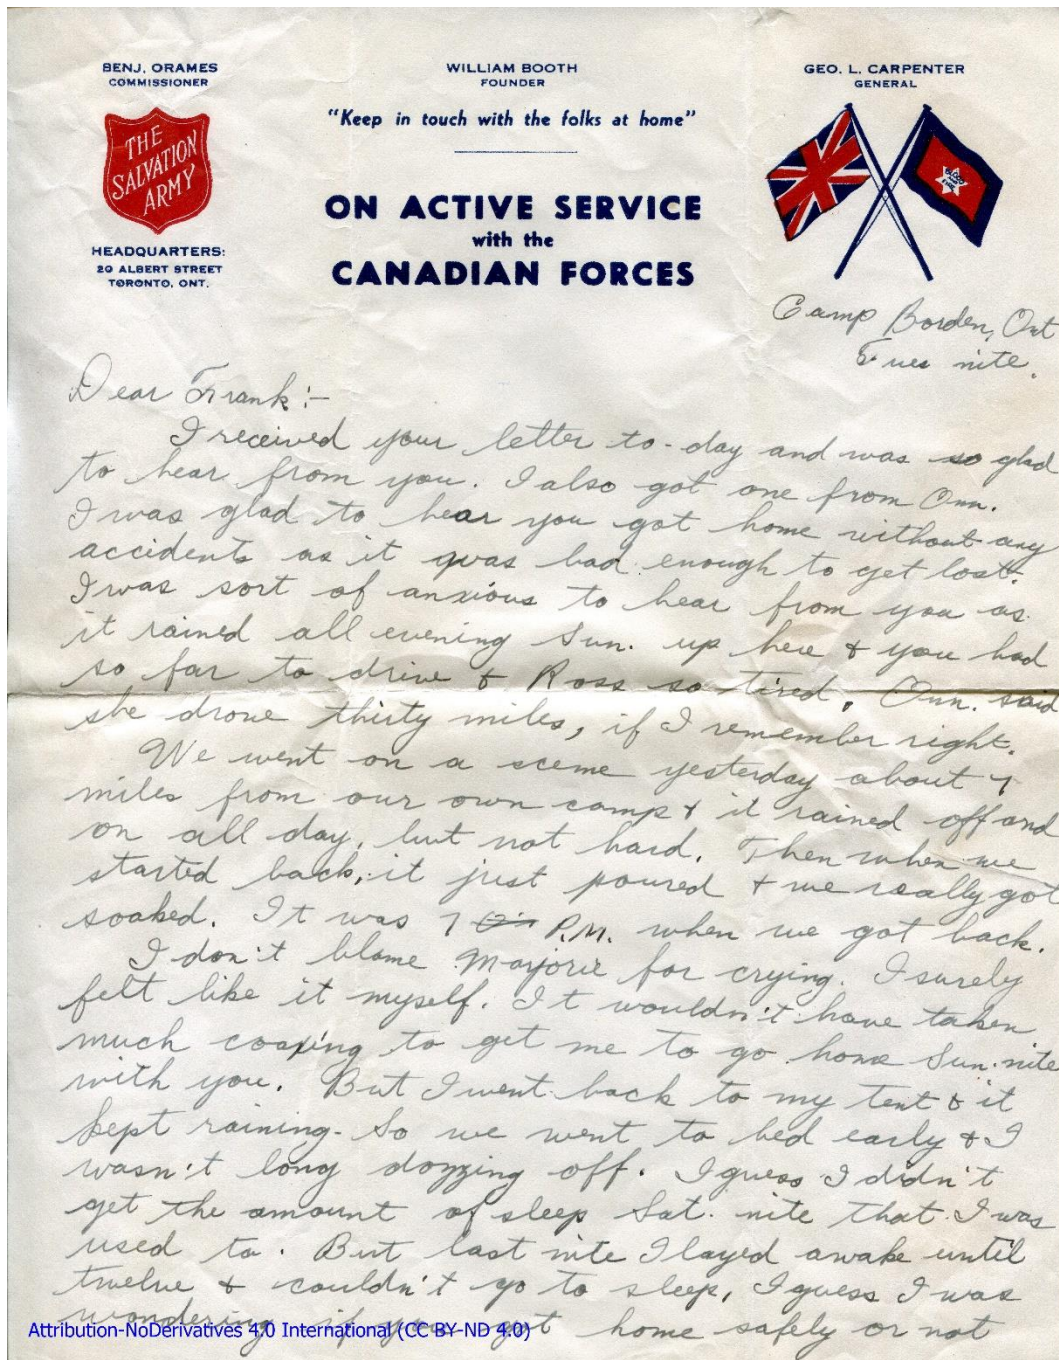 BENJ. ORAMES
COMMISSIONER
THE
SALVATION
ARMY
HEADQUARTERS:
20 ALBERT STREET
TORONTO, ONT.
WILLIAM BOOTH
FOUNDER
"Keep in touch with the folks at home"
ON ACTIVE SERVICE
with the
CANADIAN FORCES
GEO. L. CARPENTER
GENERAL
Camp Borden, Ont
Tues nite.
Dear Frank:-
I received your letter to-day and was so glad
to hear from you. I also got one from Onn.
I was glad to hear you got home without any
accidents as it was bad enough to get lost.
I was sort of anxious to hear from you as
it rained all evening Sun. up here & you had
so far to drive & Ross so tired. Onn. said
she drove thirty miles, if I remember right.
We went on a sceme yesterday about 7
miles from our own camp & it rained off and
on all day, but not hard. Then when we
started back, it just poured & we really got
soaked. It was 7 P.M. when we got back.
I don't blame Marjorie for crying. I surely
felt like it myself. It wouldn't have taken
much coaxing to get me to go home Sun. nite
with you. But I went back to my tent & it
kept raining. So we went to bed early & I
wasn't long dozzing off. I guess I didn't
get the amount of sleep Sat. nite that I was
used to. But last nite I layed awake until
twelve & couldn't go to sleep, I guess I was
wondering if you got home safely or not
Attribution-NoDerivatives 4.0 International (CC BY-ND 4.0)